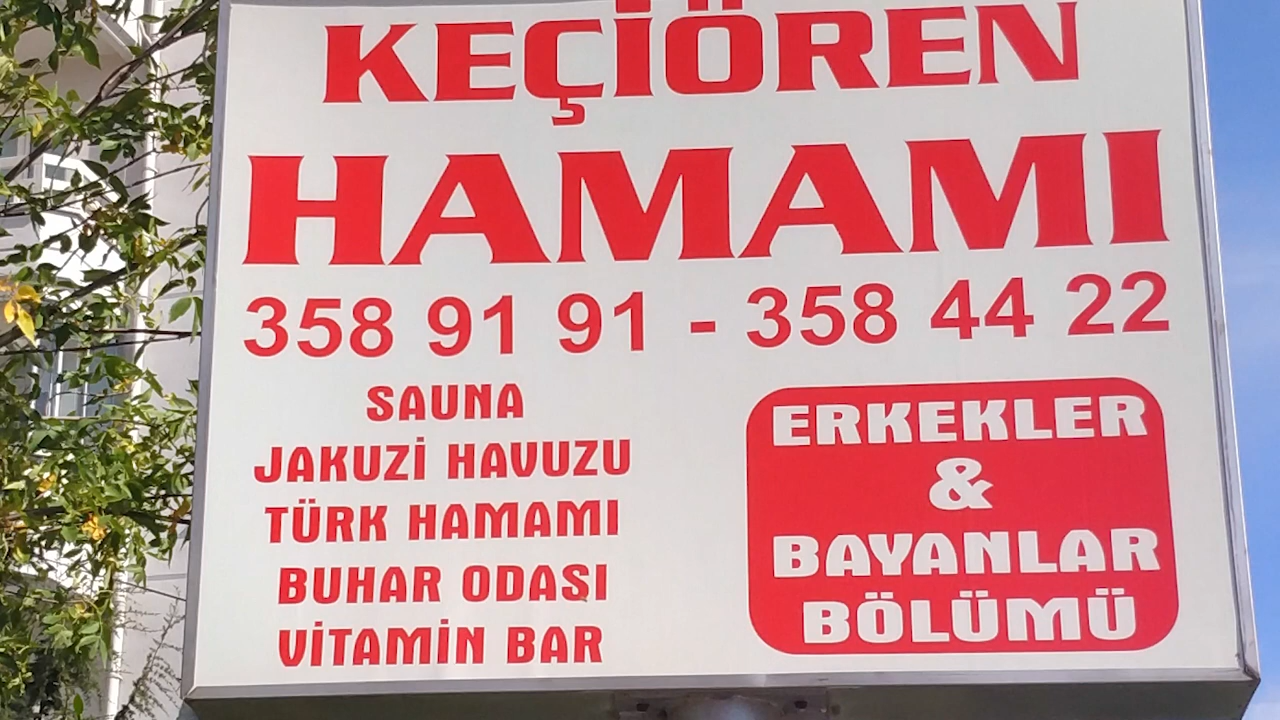 KEÇİÖREN
HAMAMI
358 91 91 - 358 44 22
SAUNA
JAKUZİ HAVUZU
TÜRK HAMAMI
BUHAR ODASI
VİTAMİN BAR
ERKEKLER
&
BAYANLAR
BÖLÜMÜ